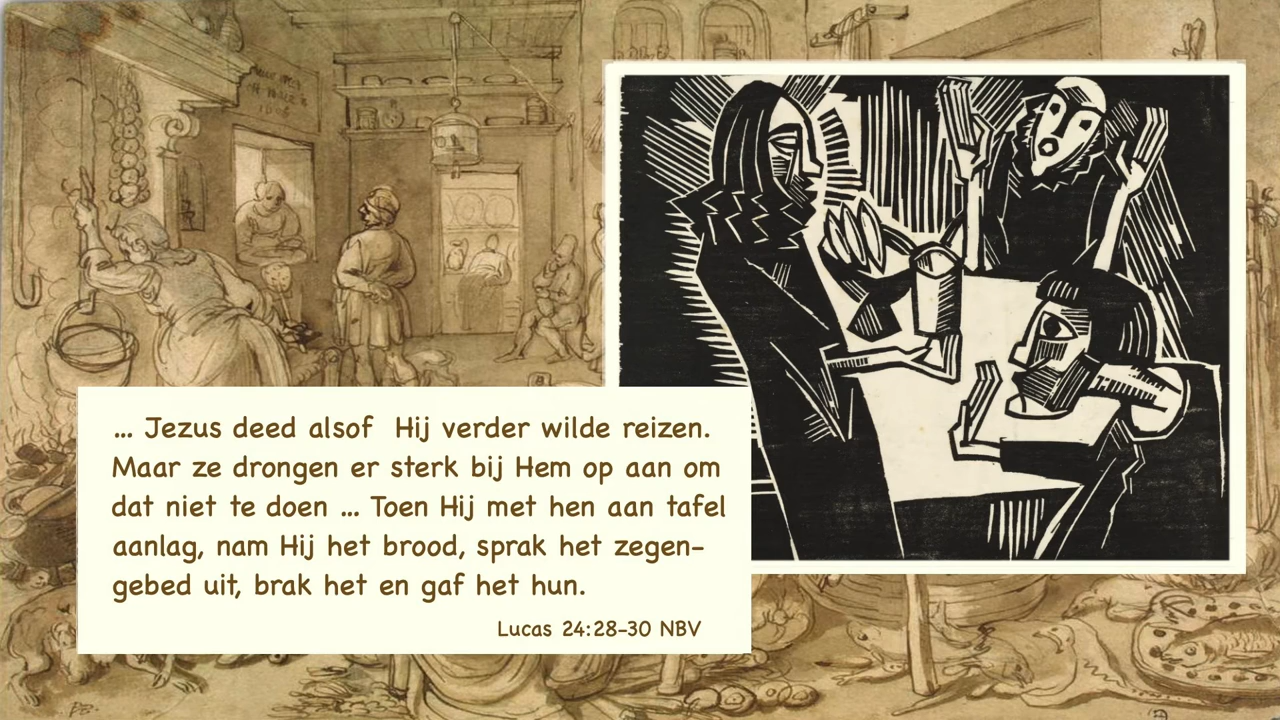 ... Jezus deed alsof Hij verder wilde reizen.
Maar ze drongen er sterk bij Hem op aan om
dat niet te doen ... Toen Hij met hen aan tafel
aanlag, nam Hij het brood, sprak het zegen-
gebed uit, brak het en gaf het hun.
Lucas 24:28-30 NBV